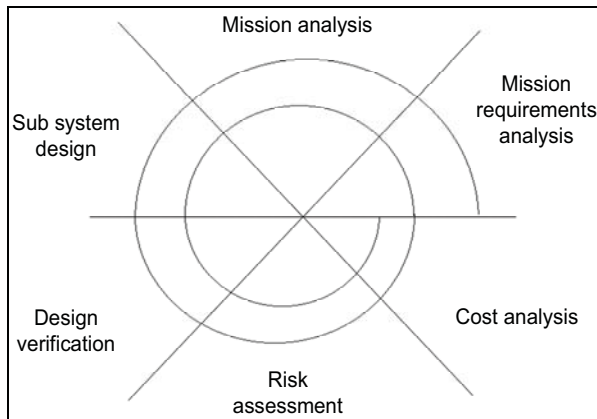 Mission analysis
Mission
requirements
analysis
Sub system
design
Design
verification
Cost analysis
Risk
assessment